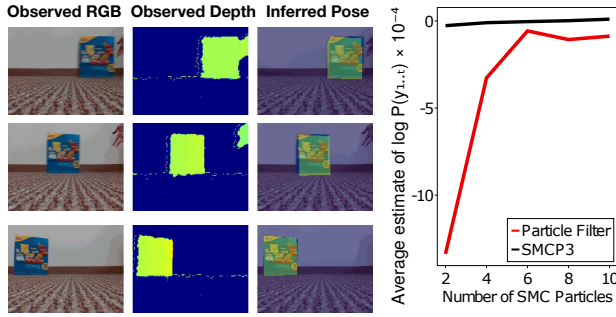 Observed RGB Observed Depth Inferred Pose
Average estimate of log P(y₁..ₜ) × 10⁻⁴
0
-5
-10
Particle Filter
SMCP3
2 4 6 8 10
Number of SMC Particles